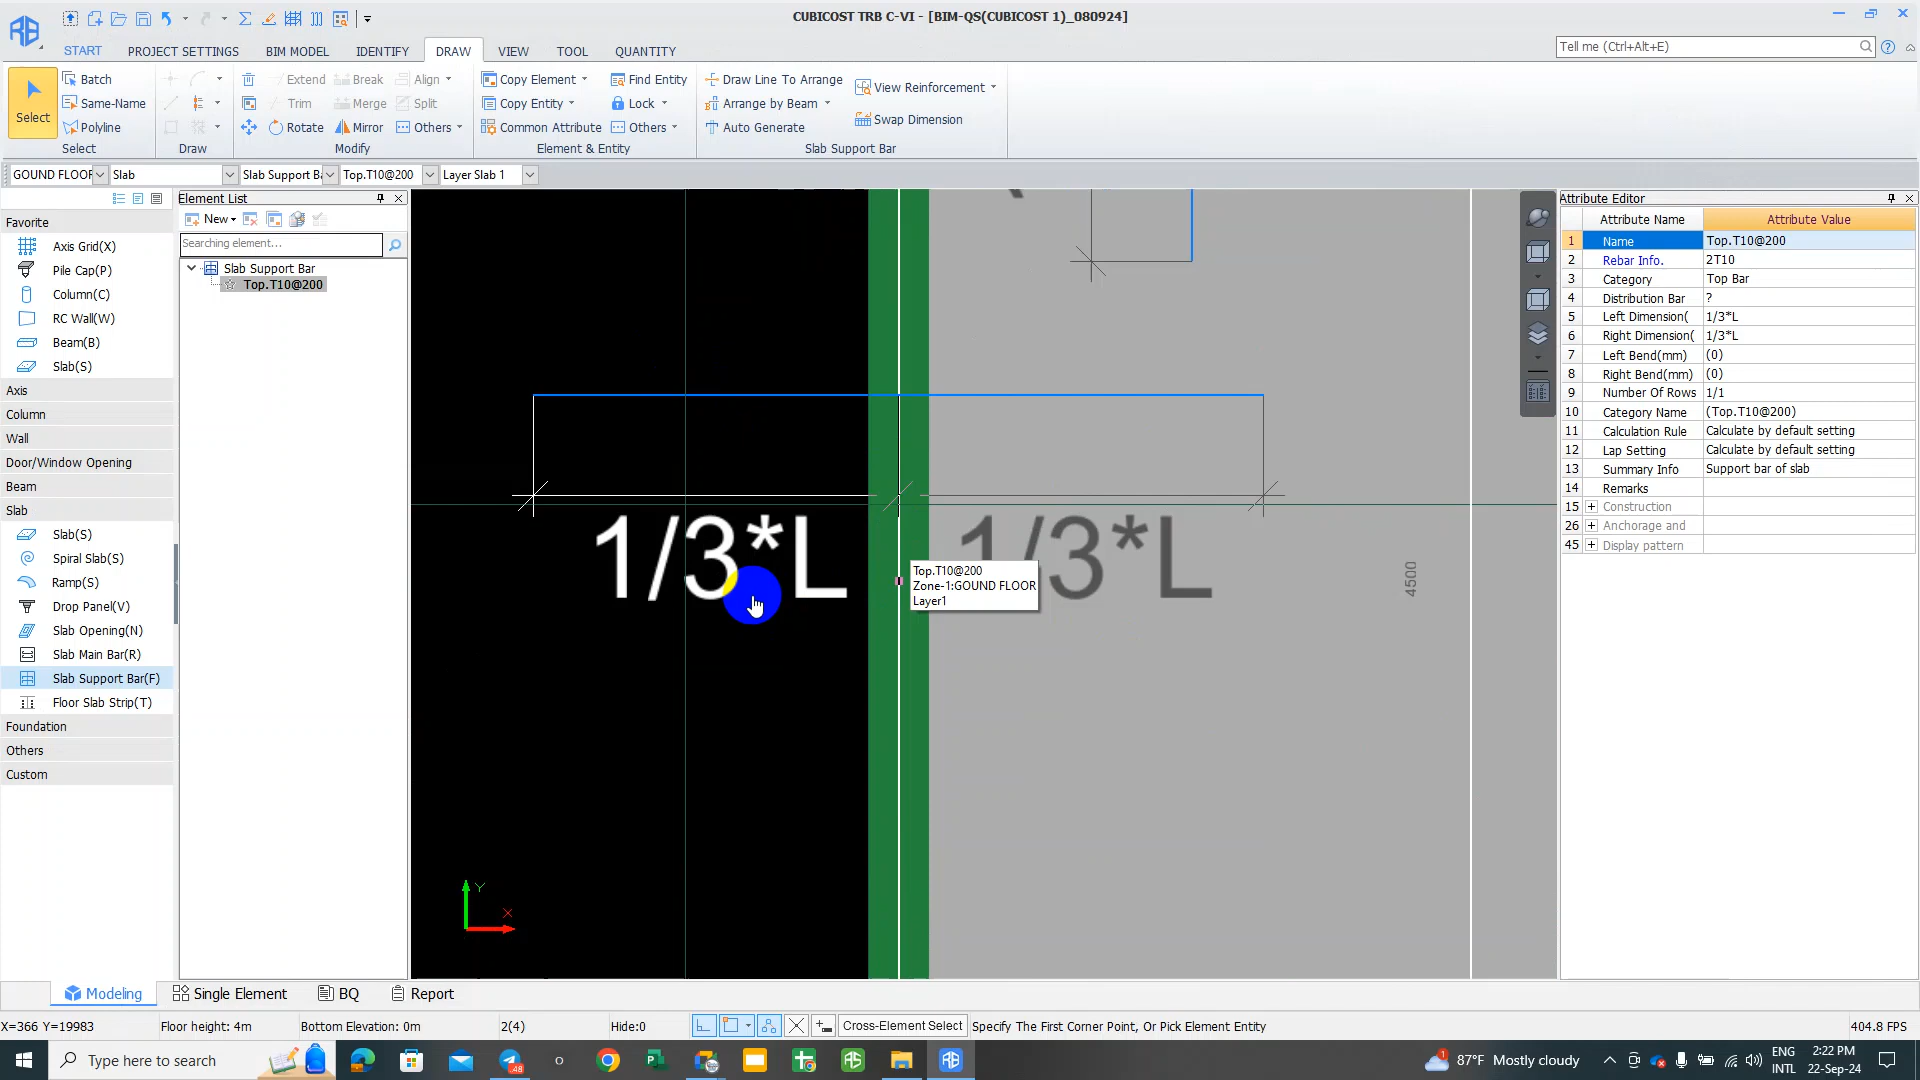 CUBICOST TRB C-VI - [BIM-QS(CUBICOST 1)_080924]
START PROJECT SETTINGS BIM MODEL IDENTIFY DRAW VIEW TOOL QUANTITY
Tell me (Ctrl+Alt+E)
Batch Extend Break Align Copy Element Find Entity Draw Line To Arrange View Reinforcement
Select Same-Name Trim Merge Split Copy Entity Lock Arrange by Beam Swap Dimension
Polyline Rotate Mirror Others Common Attribute Others Auto Generate
Select Draw Modify Element & Entity Slab Support Bar
GOUND FLOOR Slab Slab Support Ba Top.T10@200 Layer Slab 1
Favorite
Axis Grid(X)
Pile Cap(P)
Column(C)
RC Wall(W)
Beam(B)
Slab(S)
Axis
Column
Wall
Door/Window Opening
Beam
Slab
Slab(S)
Spiral Slab(S)
Ramp(S)
Drop Panel(V)
Slab Opening(N)
Slab Main Bar(R)
Slab Support Bar(F)
Floor Slab Strip(T)
Foundation
Others
Custom
Element List
New
Searching element...
Slab Support Bar
Top.T10@200
1/3*L
1/3*L
Top.T10@200
Zone-1:GOUND FLOOR
Layer1
4500
Y
X
Attribute Editor
Attribute Name Attribute Value
1 Name Top.T10@200
2 Rebar Info. 2T10
3 Category Top Bar
4 Distribution Bar ?
5 Left Dimension( 1/3*L
6 Right Dimension( 1/3*L
7 Left Bend(mm) (0)
8 Right Bend(mm) (0)
9 Number Of Rows 1/1
10 Category Name (Top.T10@200)
11 Calculation Rule Calculate by default setting
12 Lap Setting Calculate by default setting
13 Summary Info Support bar of slab
14 Remarks
15 Construction
26 Anchorage and
45 Display pattern
Modeling Single Element BQ Report
X=366 Y=19983 Floor height: 4m Bottom Elevation: 0m 2(4) Hide:0 Cross-Element Select Specify The First Corner Point, Or Pick Element Entity 404.8 FPS
Type here to search
48
87°F Mostly cloudy
ENG
INTL
2:22 PM
22-Sep-24